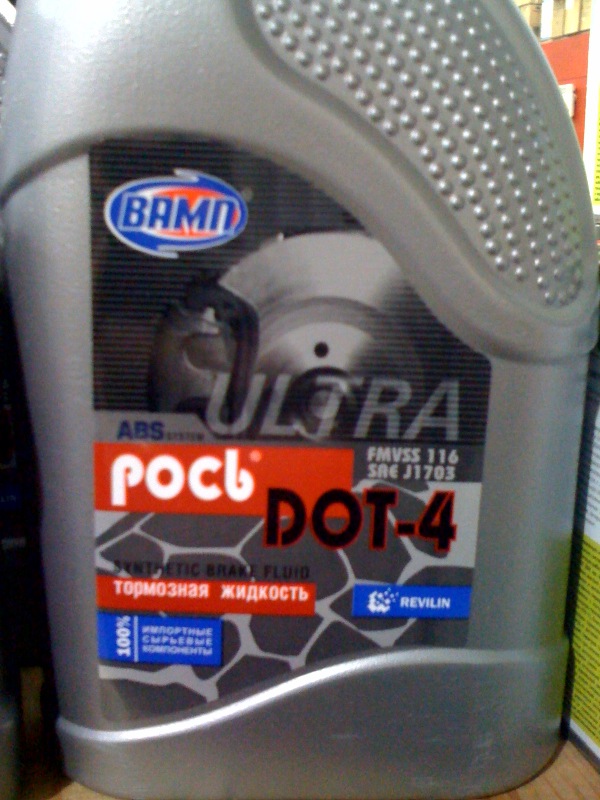 ВАМП
ULTRA
ABS SYSTEM
FMVSS 116
SAE J1703
РОСЬ
DOT-4
SYNTHETIC BRAKE FLUID
тормозная жидкость
REVILIN
100%
ИМПОРТНЫЕ
СЫРЬЕВЫЕ
КОМПОНЕНТЫ